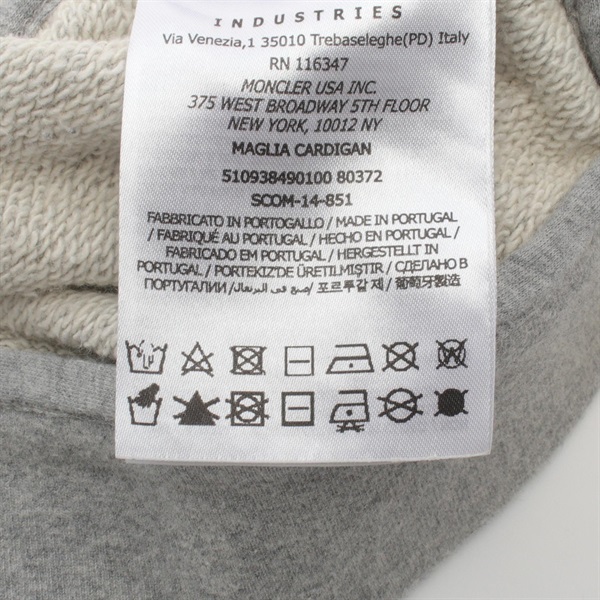 INDUSTRIES
Via Venezia,1 35010 Trebaseleghe(PD) Italy
RN 116347
MONCLER USA INC.
375 WEST BROADWAY 5TH FLOOR
NEW YORK, 10012 NY
MAGLIA CARDIGAN
510938490100 80372
SCOM-14-851
FABBRICATO IN PORTOGALLO / MADE IN PORTUGAL
/ FABRIQUÉ AU PORTUGAL / HECHO EN PORTUGAL /
FABRICADO EM PORTUGAL / HERGESTELLT IN
PORTUGAL / PORTEKIZ'DE ÜRETILMIŞTIR / СДЕЛАНО В
ПОРТУГАЛИИ /صنع في البرتغال/ 포르투갈 제 / 葡萄牙製造